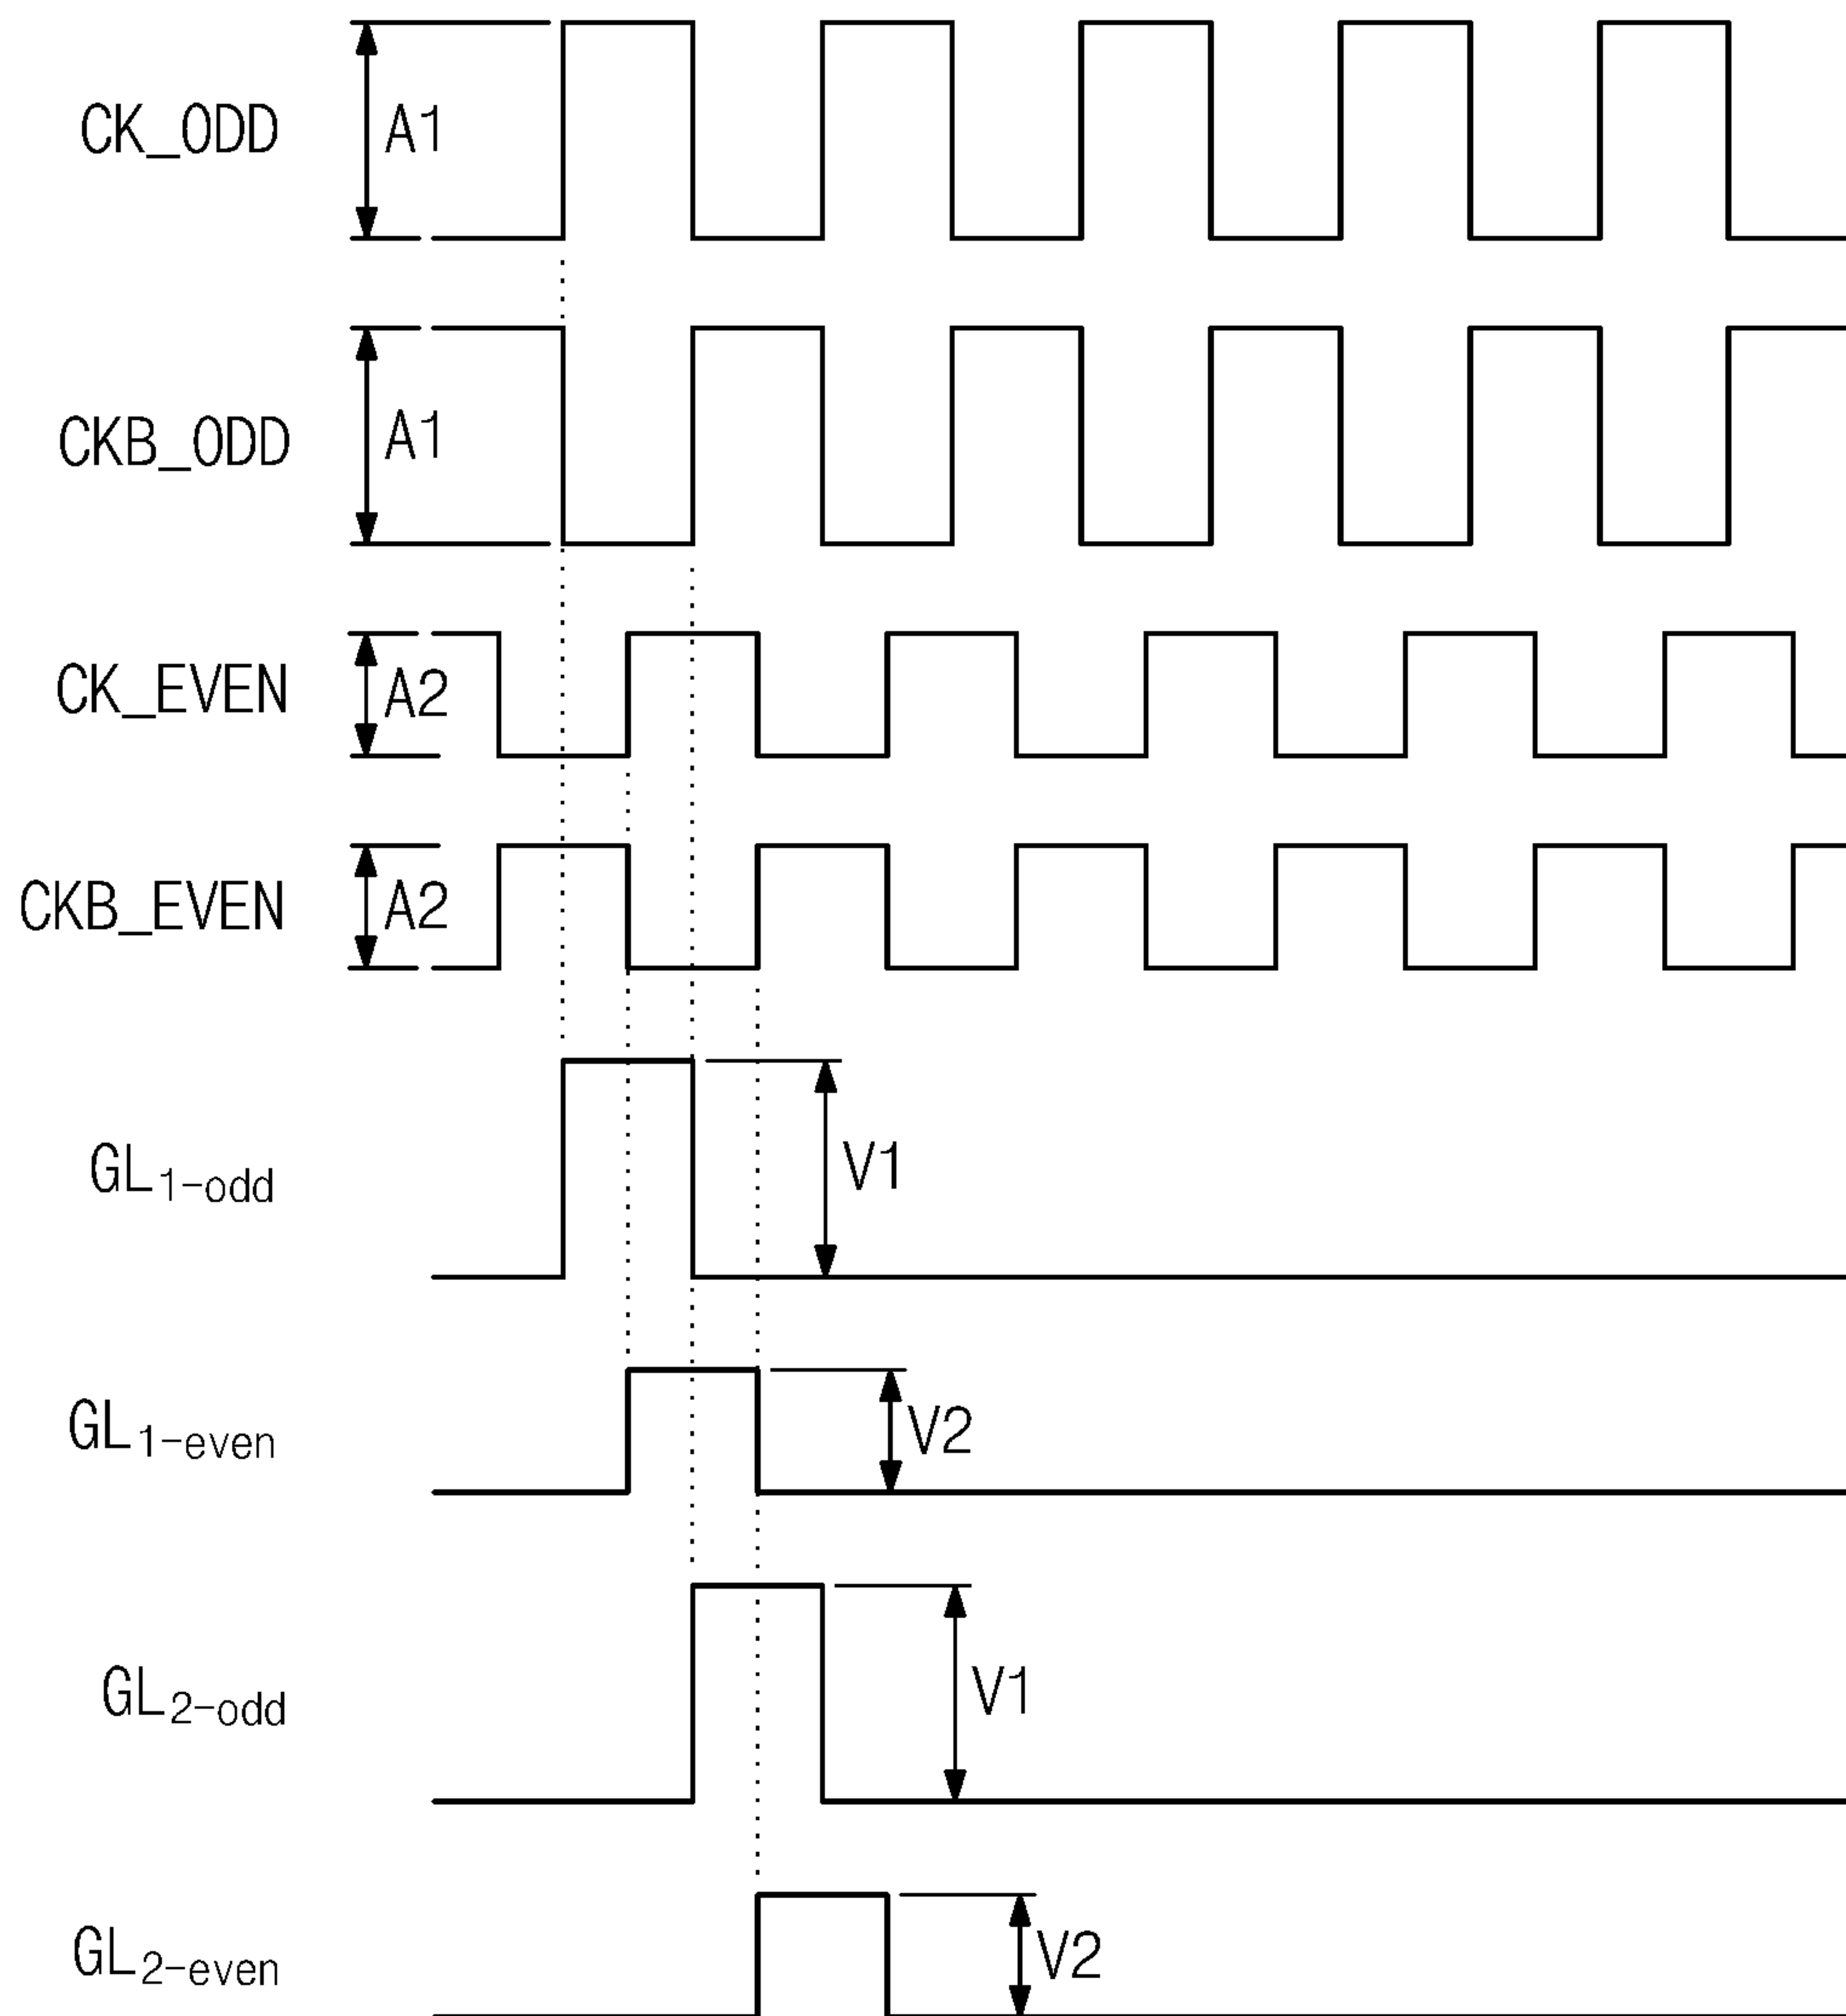 CK_ODD
A1
CKB_ODD
A1
CK_EVEN
A2
CKB_EVEN
A2
GL1-odd
V1
GL1-even
V2
GL2-odd
V1
GL2-even
V2